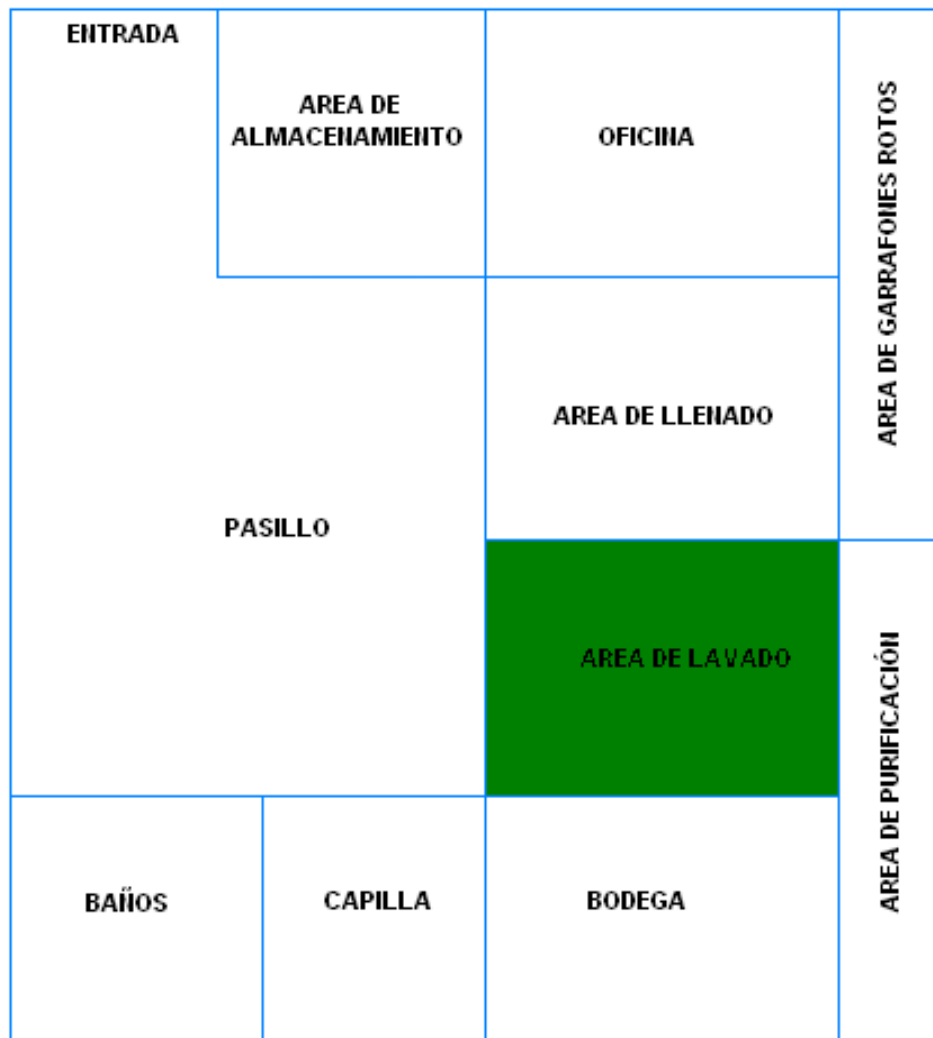 ENTRADA
AREA DE
ALMACENAMIENTO
OFICINA
AREA DE GARRAFONES ROTOS
AREA DE LLENADO
PASILLO
AREA DE LAVADO
AREA DE PURIFICACIÓN
BAÑOS
CAPILLA
BODEGA